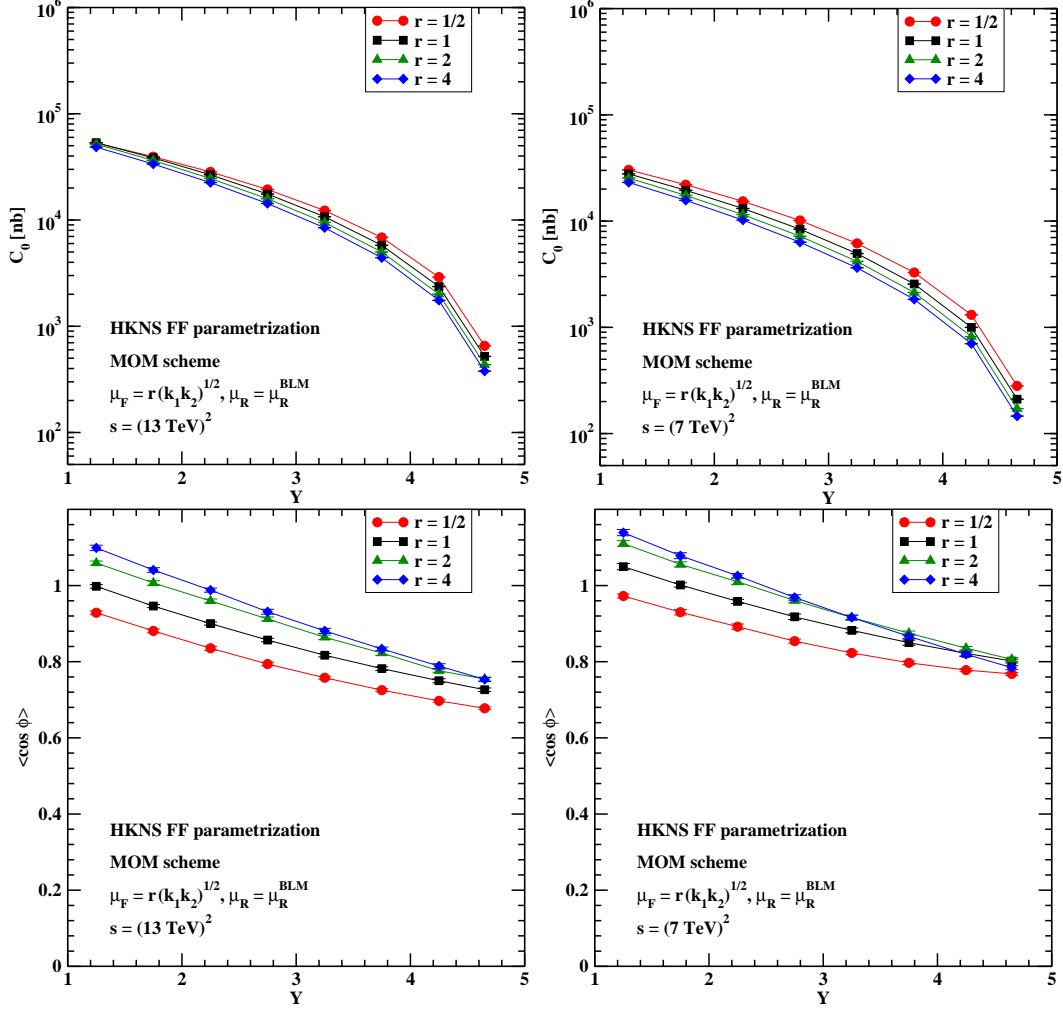 10^6
10^5
10^4
10^3
10^2
C_0 [nb]
r = 1/2
r = 1
r = 2
r = 4
HKNS FF parametrization
MOM scheme
μ_F = r (k_1k_2)^{1/2}, μ_R = μ_R^{BLM}
s = (13 TeV)^2
1 2 3 4 5
Y
10^6
10^5
10^4
10^3
10^2
C_0 [nb]
r = 1/2
r = 1
r = 2
r = 4
HKNS FF parametrization
MOM scheme
μ_F = r (k_1k_2)^{1/2}, μ_R = μ_R^{BLM}
s = (7 TeV)^2
1 2 3 4 5
Y
1
0.8
0.6
0.4
0.2
0
<cos ϕ>
r = 1/2
r = 1
r = 2
r = 4
HKNS FF parametrization
MOM scheme
μ_F = r (k_1k_2)^{1/2}, μ_R = μ_R^{BLM}
s = (13 TeV)^2
1 2 3 4 5
Y
1
0.8
0.6
0.4
0.2
0
<cos ϕ>
r = 1/2
r = 1
r = 2
r = 4
HKNS FF parametrization
MOM scheme
μ_F = r (k_1k_2)^{1/2}, μ_R = μ_R^{BLM}
s = (7 TeV)^2
1 2 3 4 5
Y